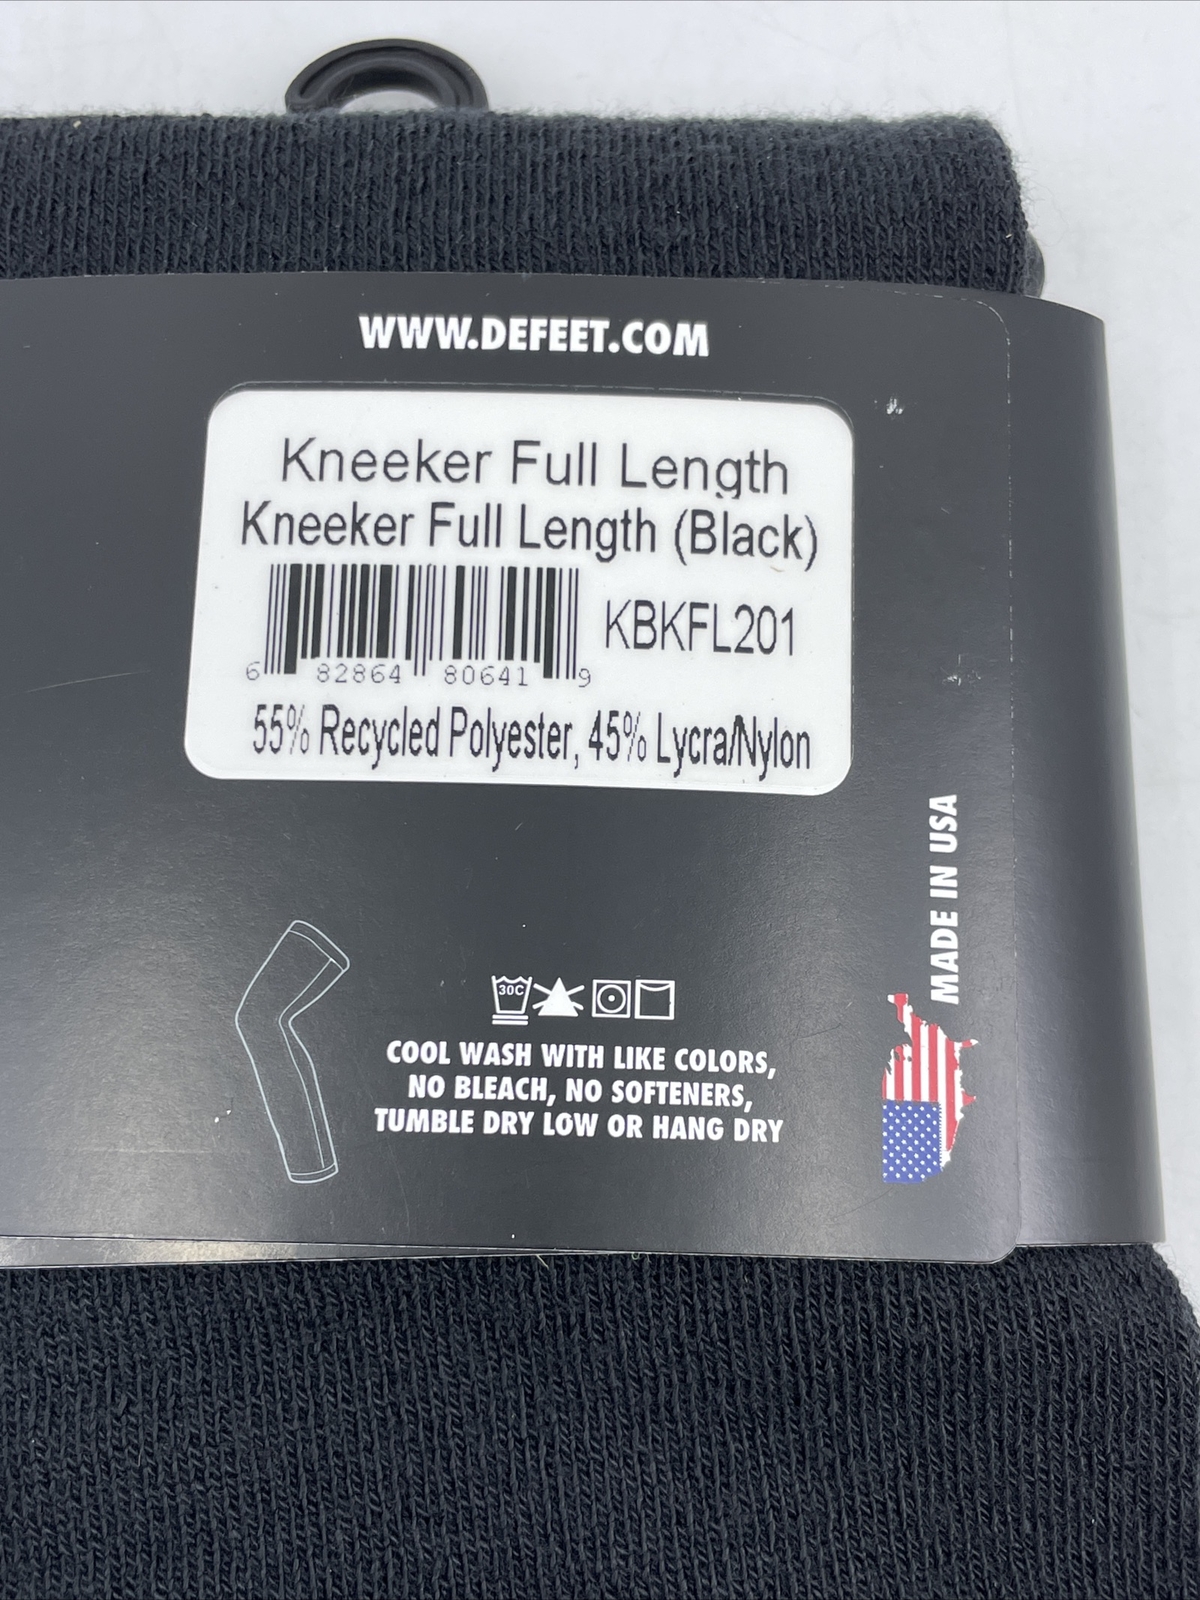 WWW.DEFEET.COM
Kneeker Full Length
Kneeker Full Length (Black)
KBKFL201
6 82864 80641 9
55% Recycled Polyester, 45% Lycra/Nylon
MADE IN USA
30C
COOL WASH WITH LIKE COLORS,
NO BLEACH, NO SOFTENERS,
TUMBLE DRY LOW OR HANG DRY